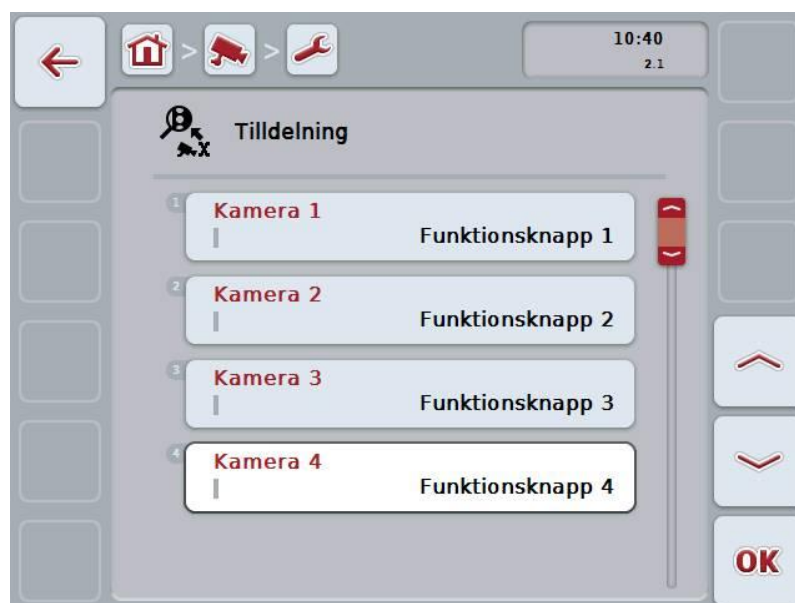 > >
10:40
2.1
Tilldelning
1
Kamera 1
Funktionsknapp 1
2
Kamera 2
Funktionsknapp 2
3
Kamera 3
Funktionsknapp 3
4
Kamera 4
Funktionsknapp 4
OK